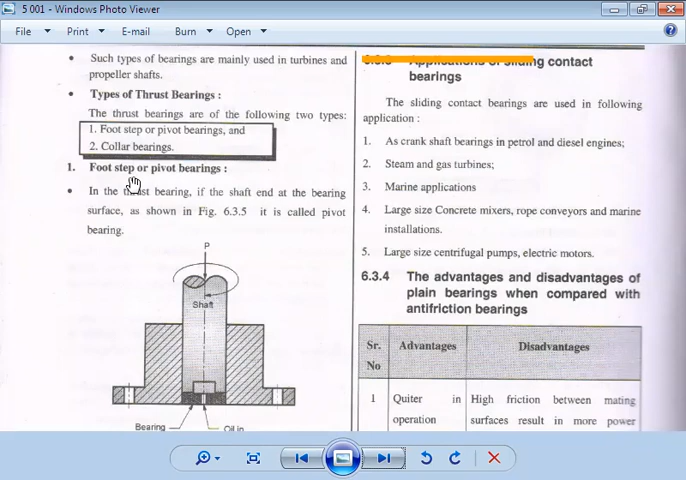 5 001 - Windows Photo Viewer
File Print E-mail Burn Open
• Such types of bearings are mainly used in turbines and
propeller shafts.
• Types of Thrust Bearings :
The thrust bearings are of the following two types:
1. Foot step or pivot bearings, and
2. Collar bearings.
1. Foot step or pivot bearings :
• In the thrust bearing, if the shaft end at the bearing
surface, as shown in Fig. 6.3.5 it is called pivot
bearing.
P
Shaft
Bearing Oil in
Applications of sliding contact
bearings
The sliding contact bearings are used in following
application :
1. As crank shaft bearings in petrol and diesel engines;
2. Steam and gas turbines;
3. Marine applications
4. Large size Concrete mixers, rope conveyors and marine
installations.
5. Large size centrifugal pumps, electric motors.
6.3.4 The advantages and disadvantages of
plain bearings when compared with
antifriction bearings
Sr. No Advantages Disadvantages
1 Quiter in High friction between mating
operation surfaces result in more power